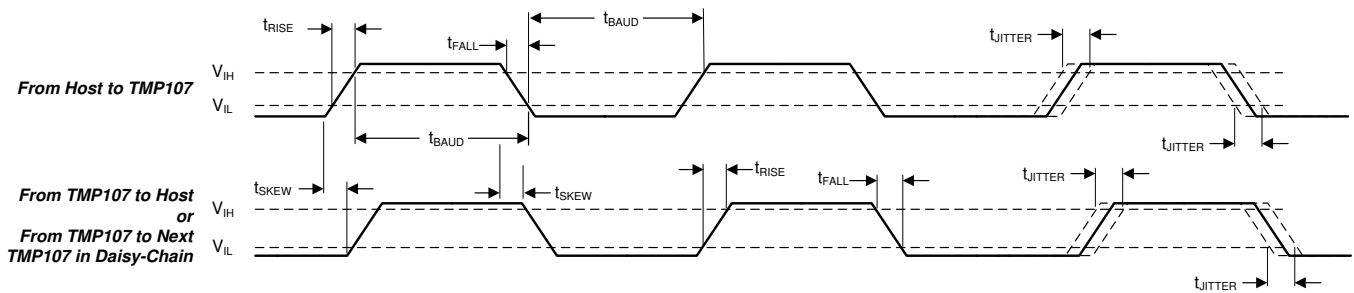 tRISE
tFALL
tBAUD
tJITTER
From Host to TMP107
VIH
VIL
tBAUD
tJITTER
tSKEW
tSKEW
tRISE
tFALL
tJITTER
From TMP107 to Host
or
From TMP107 to Next
TMP107 in Daisy-Chain
VIH
VIL
tJITTER